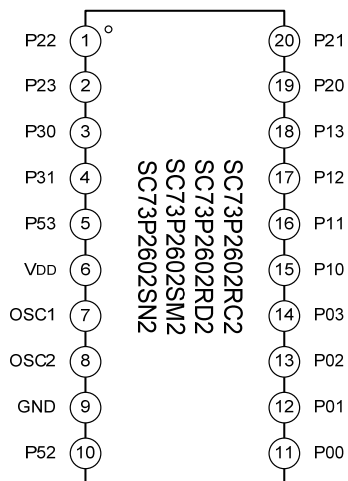 P22 1 20 P21
P23 2 19 P20
P30 3 18 P13
P31 4 17 P12
P53 5 16 P11
VDD 6 15 P10
OSC1 7 14 P03
OSC2 8 13 P02
GND 9 12 P01
P52 10 11 P00
SC73P2602RC2
SC73P2602RD2
SC73P2602SM2
SC73P2602SN2